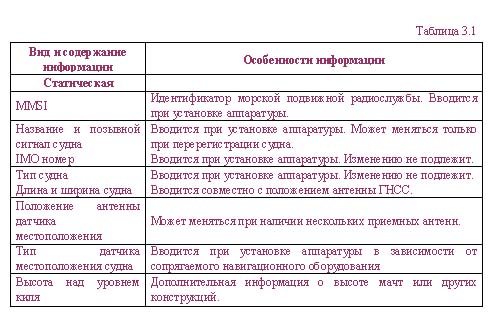 Таблица 3.1
Вид и содержание
информации
Особенности информации
Статическая
MMSI
Идентификатор морской подвижной радиослужбы. Вводится
при установке аппаратуры.
Название и позывной
сигнал судна
Вводится при установке аппаратуры. Может меняться только
при перерегистрации судна.
IMO номер
Вводится при установке аппаратуры. Изменению не подлежит.
Тип судна
Вводится при установке аппаратуры. Изменению не подлежит.
Длина и ширина судна
Вводится совместно с положением антенны ГНСС.
Положение антенны
датчика
местоположения
Может меняться при наличии нескольких приемных антенн.
Тип датчика
местоположения судна
Вводится при установке аппаратуры в зависимости от
сопрягаемого навигационного оборудования
Высота над уровнем
киля
Дополнительная информация о высоте мачт или других
конструкций.